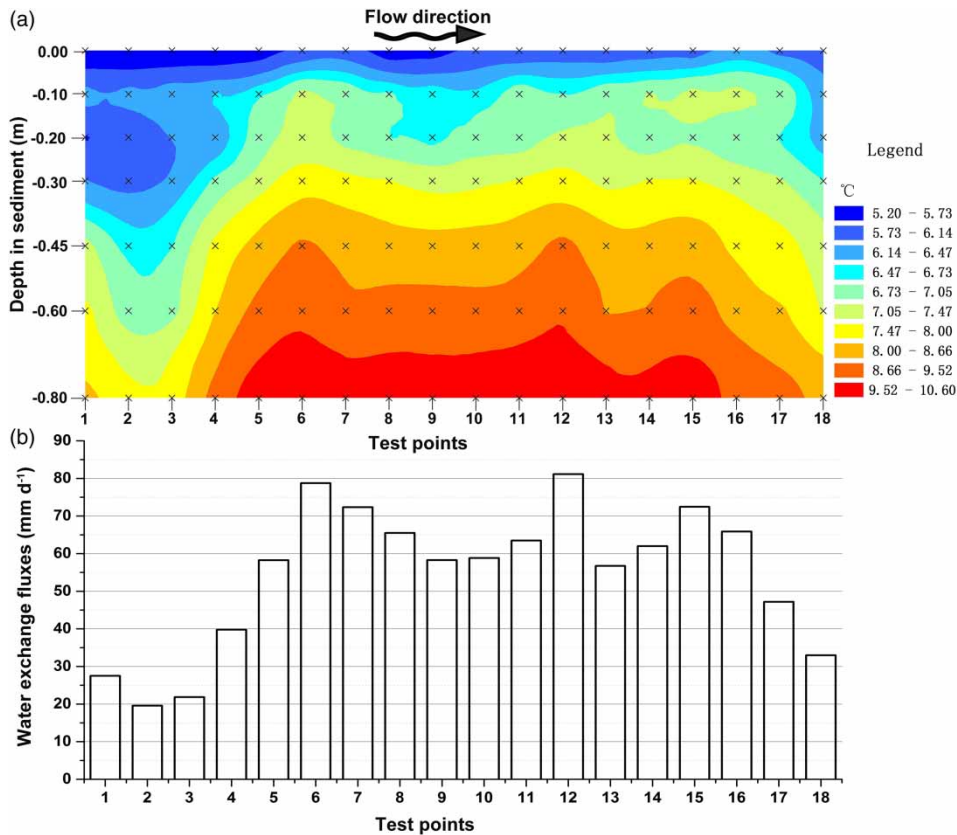 (a)
Flow direction
0.00
-0.10
-0.20
-0.30
-0.45
-0.60
-0.80
Depth in sediment (m)
1 2 3 4 5 6 7 8 9 10 11 12 13 14 15 16 17 18
Test points
Legend
℃
5.20 - 5.73
5.73 - 6.14
6.14 - 6.47
6.47 - 6.73
6.73 - 7.05
7.05 - 7.47
7.47 - 8.00
8.00 - 8.66
8.66 - 9.52
9.52 - 10.60
(b)
90
80
70
60
50
40
30
20
10
0
Water exchange fluxes (mm d⁻¹)
1 2 3 4 5 6 7 8 9 10 11 12 13 14 15 16 17 18
Test points